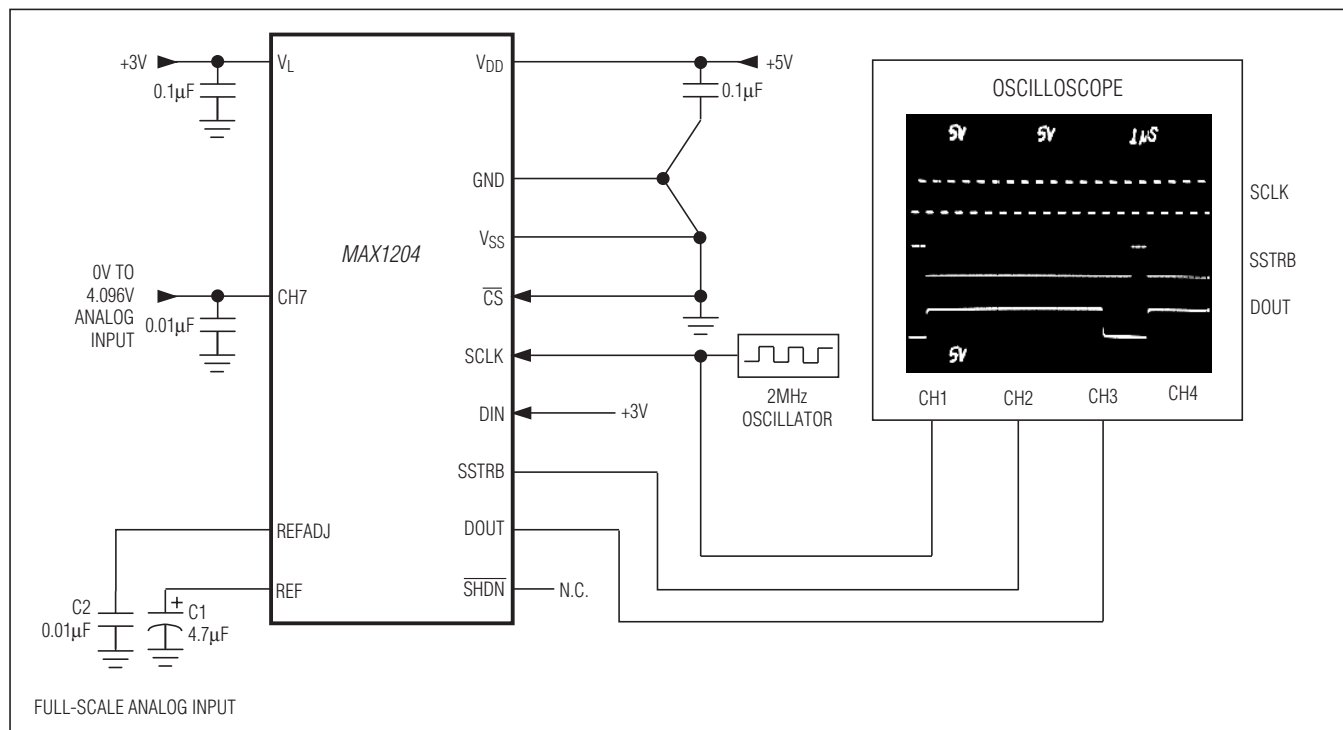 +3V
VL
0.1µF
VDD
+5V
0.1µF
GND
VSS
MAX1204
0V TO
4.096V
ANALOG
INPUT
CH7
0.01µF
CS
SCLK
2MHz
OSCILLATOR
DIN
+3V
SSTRB
REFADJ
DOUT
REF
SHDN
N.C.
C2
0.01µF
+
C1
4.7µF
OSCILLOSCOPE
5V 5V 1µS
SCLK
SSTRB
DOUT
5V
CH1 CH2 CH3 CH4
FULL-SCALE ANALOG INPUT